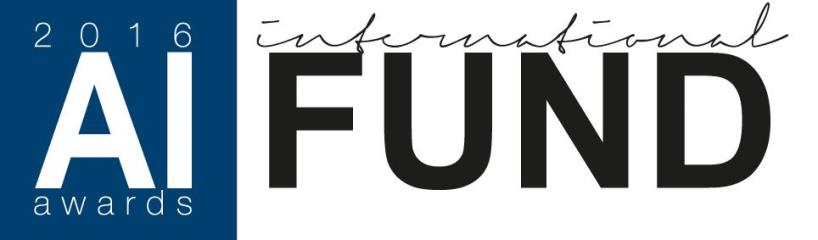 2016
AI
awards
international
FUND